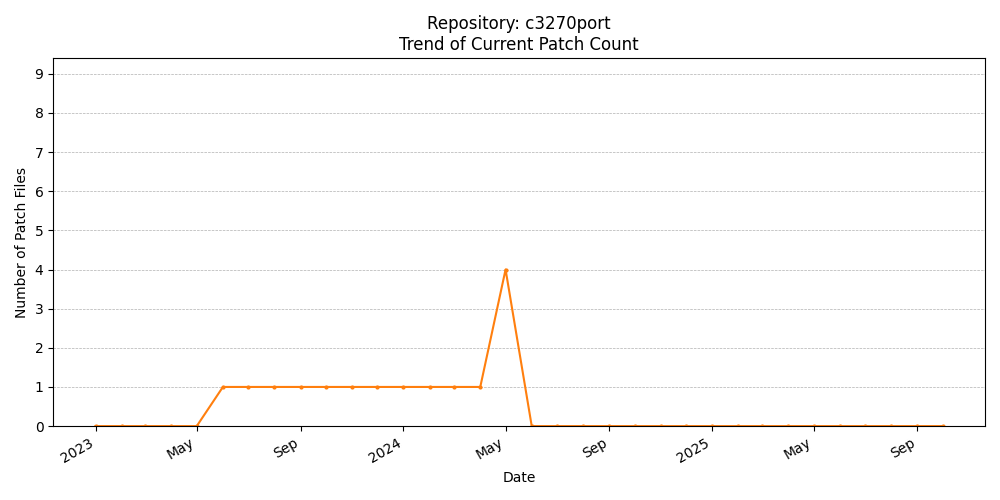 Repository: c3270port
Trend of Current Patch Count
Number of Patch Files
9
8
7
6
5
4
3
2
1
0
2023
May
Sep
2024
May
Sep
2025
May
Sep
Date